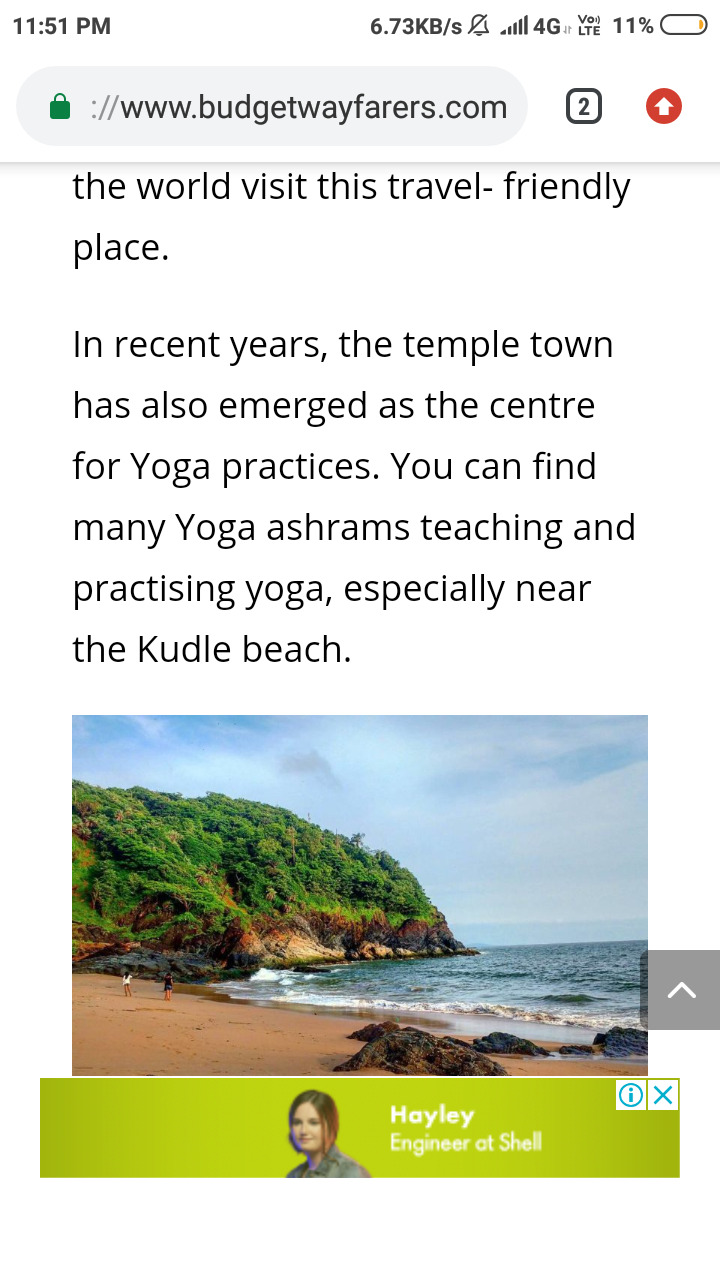 11:51 PM 6.73KB/s 4G Vo) LTE 11%
://www.budgetwayfarers.com 2
the world visit this travel- friendly
place.
In recent years, the temple town
has also emerged as the centre
for Yoga practices. You can find
many Yoga ashrams teaching and
practising yoga, especially near
the Kudle beach.
Hayley
Engineer at Shell